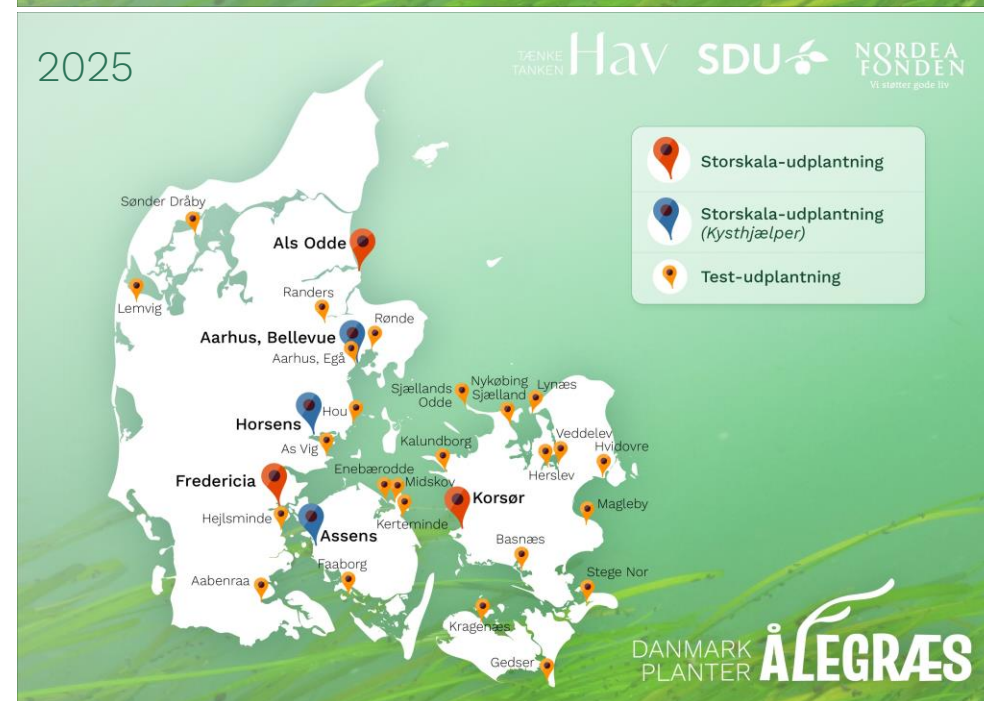 2025
TÆNKE
TANKEN
Hav
SDU
NORDEA
FONDEN
Vi støtter gode liv
Storskala-udplantning
Storskala-udplantning
(Kysthjælper)
Test-udplantning
Sønder Dråby
Als Odde
Lemvig
Randers
Rønde
Aarhus, Bellevue
Aarhus, Egå
Sjællands
Odde
Nykøbing
Sjælland
Lynæs
Hou
Horsens
As Vig
Kalundborg
Veddelev
Hvidovre
Herslev
Enebærodde
Midskov
Fredericia
Korsør
Magleby
Hejlsminde
Kerteminde
Assens
Basnæs
Faaborg
Aabenraa
Stege Nor
Kragenæs
Gedser
DANMARK
PLANTER
ÅLEGRÆS